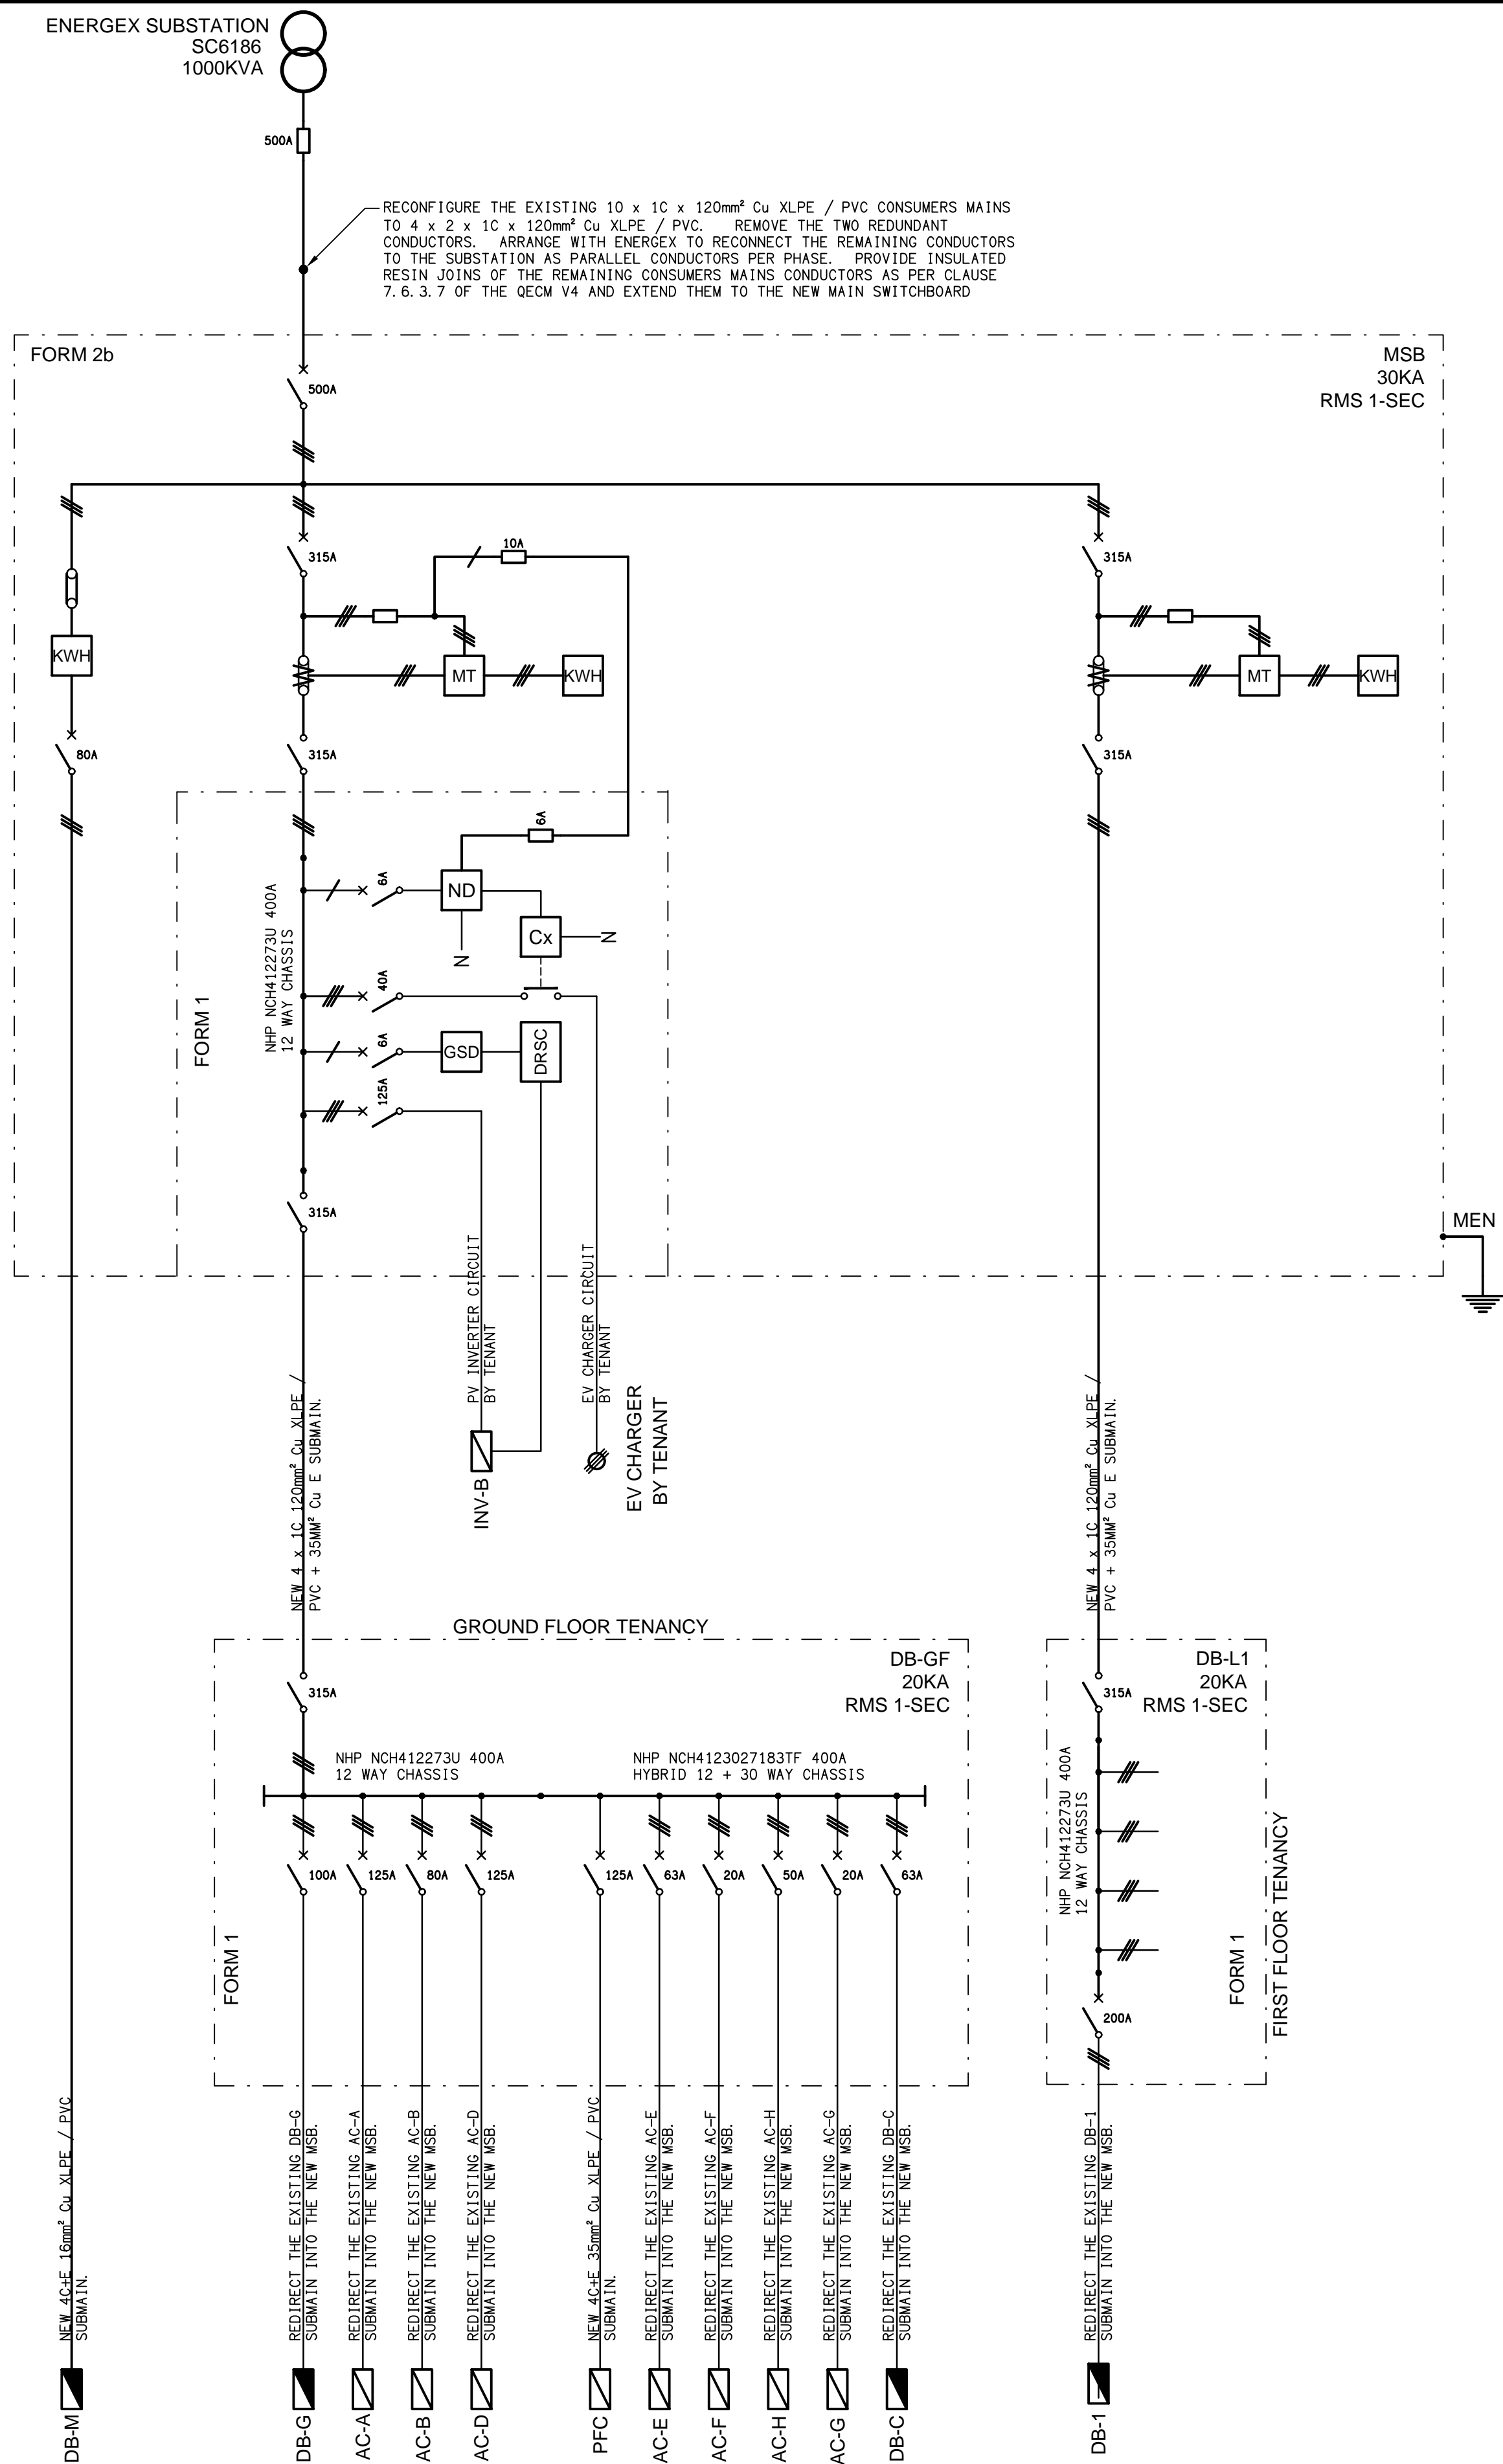 ENERGEX SUBSTATION
SC6186
1000KVA
500A
RECONFIGURE THE EXISTING 10 x 1C x 120mm² Cu XLPE / PVC CONSUMERS MAINS
TO 4 x 2 x 1C x 120mm² Cu XLPE / PVC. REMOVE THE TWO REDUNDANT
CONDUCTORS. ARRANGE WITH ENERGEX TO RECONNECT THE REMAINING CONDUCTORS
TO THE SUBSTATION AS PARALLEL CONDUCTORS PER PHASE. PROVIDE INSULATED
RESIN JOINS OF THE REMAINING CONSUMERS MAINS CONDUCTORS AS PER CLAUSE
7.6.3.7 OF THE QECM V4 AND EXTEND THEM TO THE NEW MAIN SWITCHBOARD
FORM 2b
MSB
30KA
RMS 1-SEC
500A
315A
10A
315A
KWH
MT
KWH
MT
KWH
80A
315A
315A
6A
NHP NCH412273U 400A
12 WAY CHASSIS
FORM 1
6A
ND
N
Cx
N
40A
6A
GSD
DRSC
125A
315A
MEN
PV INVERTER CIRCUIT
BY TENANT
EV CHARGER CIRCUIT
BY TENANT
INV-B
EV CHARGER
BY TENANT
NEW 4 x 1C 120mm² Cu XLPE /
PVC + 35MM² Cu E SUBMAIN.
NEW 4 x 1C 120mm² Cu XLPE /
PVC + 35MM² Cu E SUBMAIN.
GROUND FLOOR TENANCY
DB-GF
20KA
RMS 1-SEC
315A
NHP NCH412273U 400A
12 WAY CHASSIS
NHP NCH4123027183TF 400A
HYBRID 12 + 30 WAY CHASSIS
100A
125A
80A
125A
125A
63A
20A
50A
20A
63A
FORM 1
DB-L1
20KA
RMS 1-SEC
315A
NHP NCH412273U 400A
12 WAY CHASSIS
FORM 1
FIRST FLOOR TENANCY
200A
NEW 4C+E 16mm² Cu XLPE / PVC
SUBMAIN.
REDIRECT THE EXISTING DB-G
SUBMAIN INTO THE NEW MSB.
REDIRECT THE EXISTING AC-A
SUBMAIN INTO THE NEW MSB.
REDIRECT THE EXISTING AC-B
SUBMAIN INTO THE NEW MSB.
REDIRECT THE EXISTING AC-D
SUBMAIN INTO THE NEW MSB.
NEW 4C+E 35mm² Cu XLPE / PVC
SUBMAIN.
REDIRECT THE EXISTING AC-E
SUBMAIN INTO THE NEW MSB.
REDIRECT THE EXISTING AC-F
SUBMAIN INTO THE NEW MSB.
REDIRECT THE EXISTING AC-H
SUBMAIN INTO THE NEW MSB.
REDIRECT THE EXISTING AC-G
SUBMAIN INTO THE NEW MSB.
REDIRECT THE EXISTING DB-C
SUBMAIN INTO THE NEW MSB.
REDIRECT THE EXISTING DB-1
SUBMAIN INTO THE NEW MSB.
DB-M
DB-G
AC-A
AC-B
AC-D
PFC
AC-E
AC-F
AC-H
AC-G
DB-C
DB-1